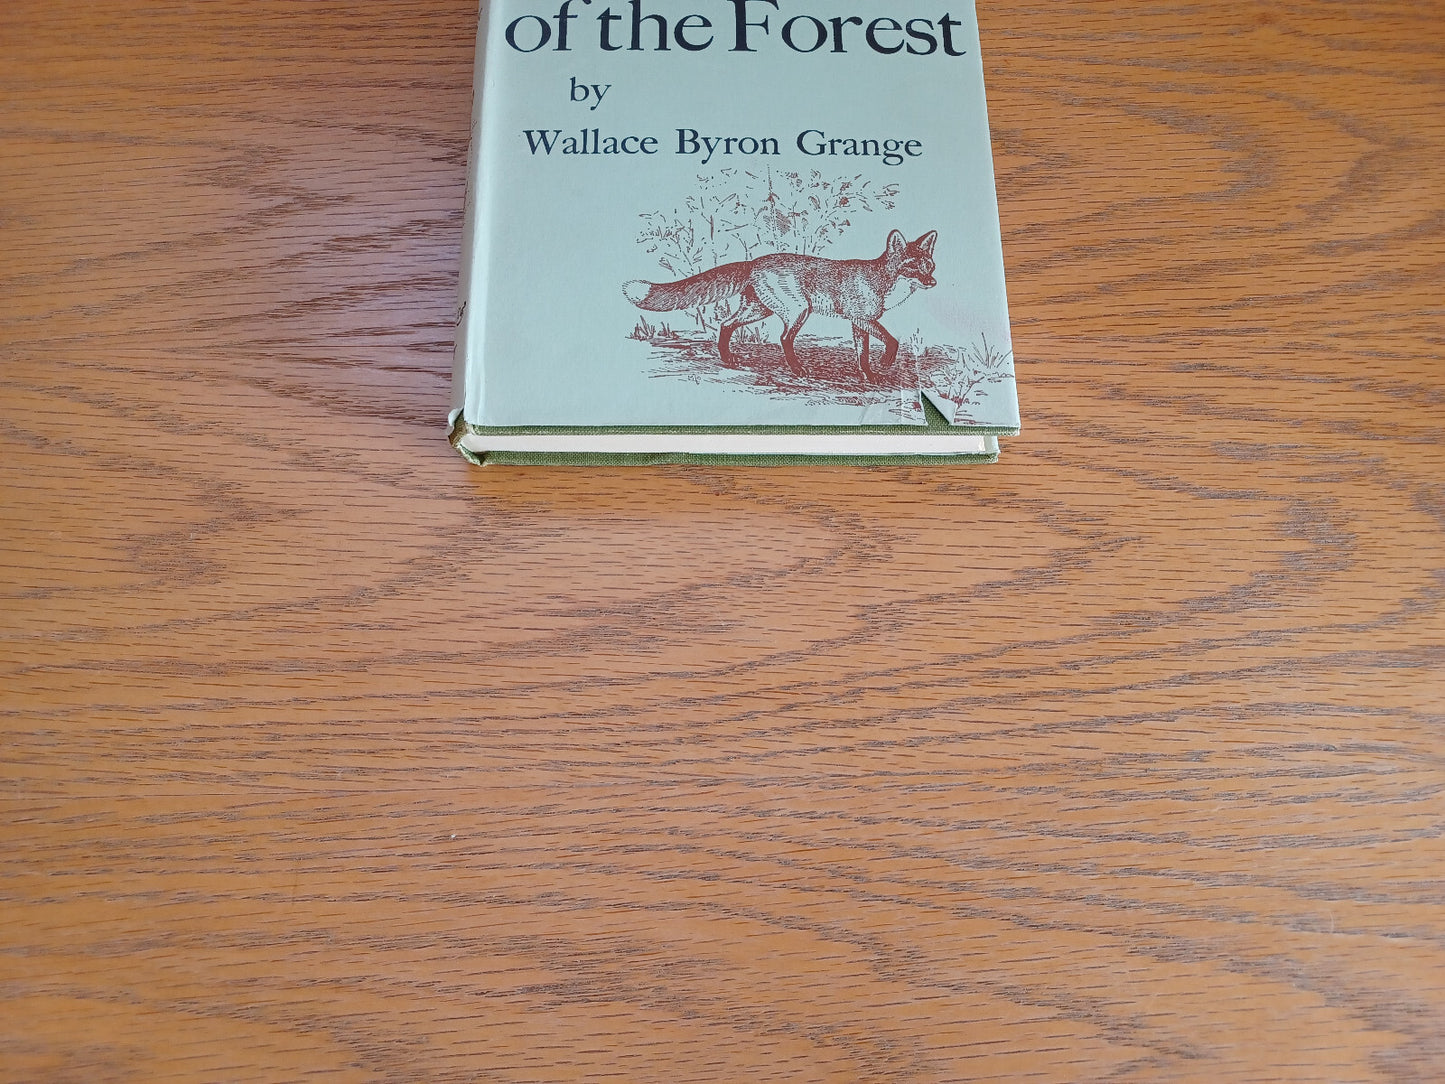 of the Forest
by
Wallace Byron Grange